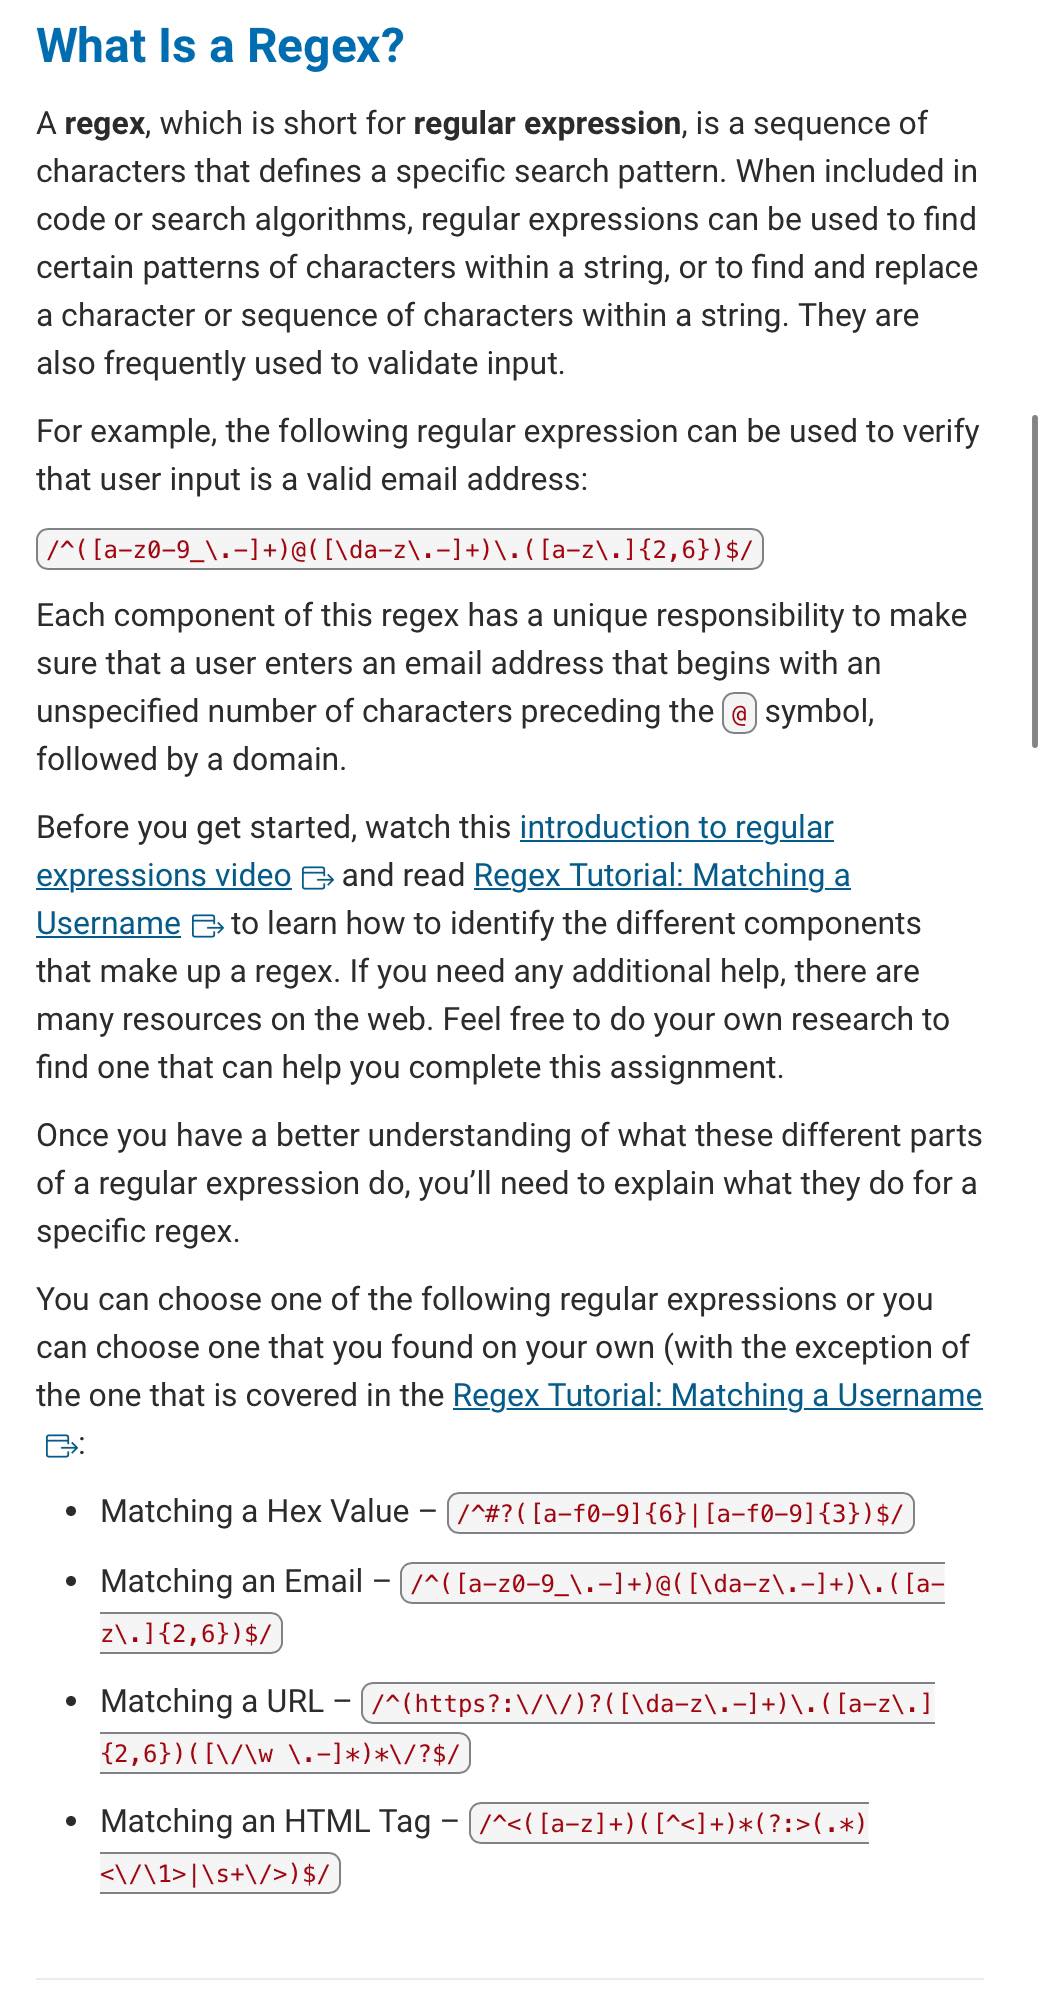 What Is a Regex?
A regex, which is short for regular expression, is a sequence of
characters that defines a specific search pattern. When included in
code or search algorithms, regular expressions can be used to find
certain patterns of characters within a string, or to find and replace
a character or sequence of characters within a string. They are
also frequently used to validate input.
For example, the following regular expression can be used to verify
that user input is a valid email address:
/^([a-z0-9_\.-]+)@([\da-z\.-]+)\.([a-z\.]{2,6})$/
Each component of this regex has a unique responsibility to make
sure that a user enters an email address that begins with an
unspecified number of characters preceding the @ symbol,
followed by a domain.
Before you get started, watch this introduction to regular
expressions video and read Regex Tutorial: Matching a
Username to learn how to identify the different components
that make up a regex. If you need any additional help, there are
many resources on the web. Feel free to do your own research to
find one that can help you complete this assignment.
Once you have a better understanding of what these different parts
of a regular expression do, you’ll need to explain what they do for a
specific regex.
You can choose one of the following regular expressions or you
can choose one that you found on your own (with the exception of
the one that is covered in the Regex Tutorial: Matching a Username
:
• Matching a Hex Value – /^#?([a-f0-9]{6}|[a-f0-9]{3})$/
• Matching an Email – /^([a-z0-9_\.-]+)@([\da-z\.-]+)\.([a-
z\.]{2,6})$/
• Matching a URL – /^(https?:\/\/)?([\da-z\.-]+)\.([a-z\.]
{2,6})([\/\w \.-]*)*\/?$/
• Matching an HTML Tag – /^<([a-z]+)([^<]+)*(?:>(.*)
<\/\1>|\s+\/>)$/